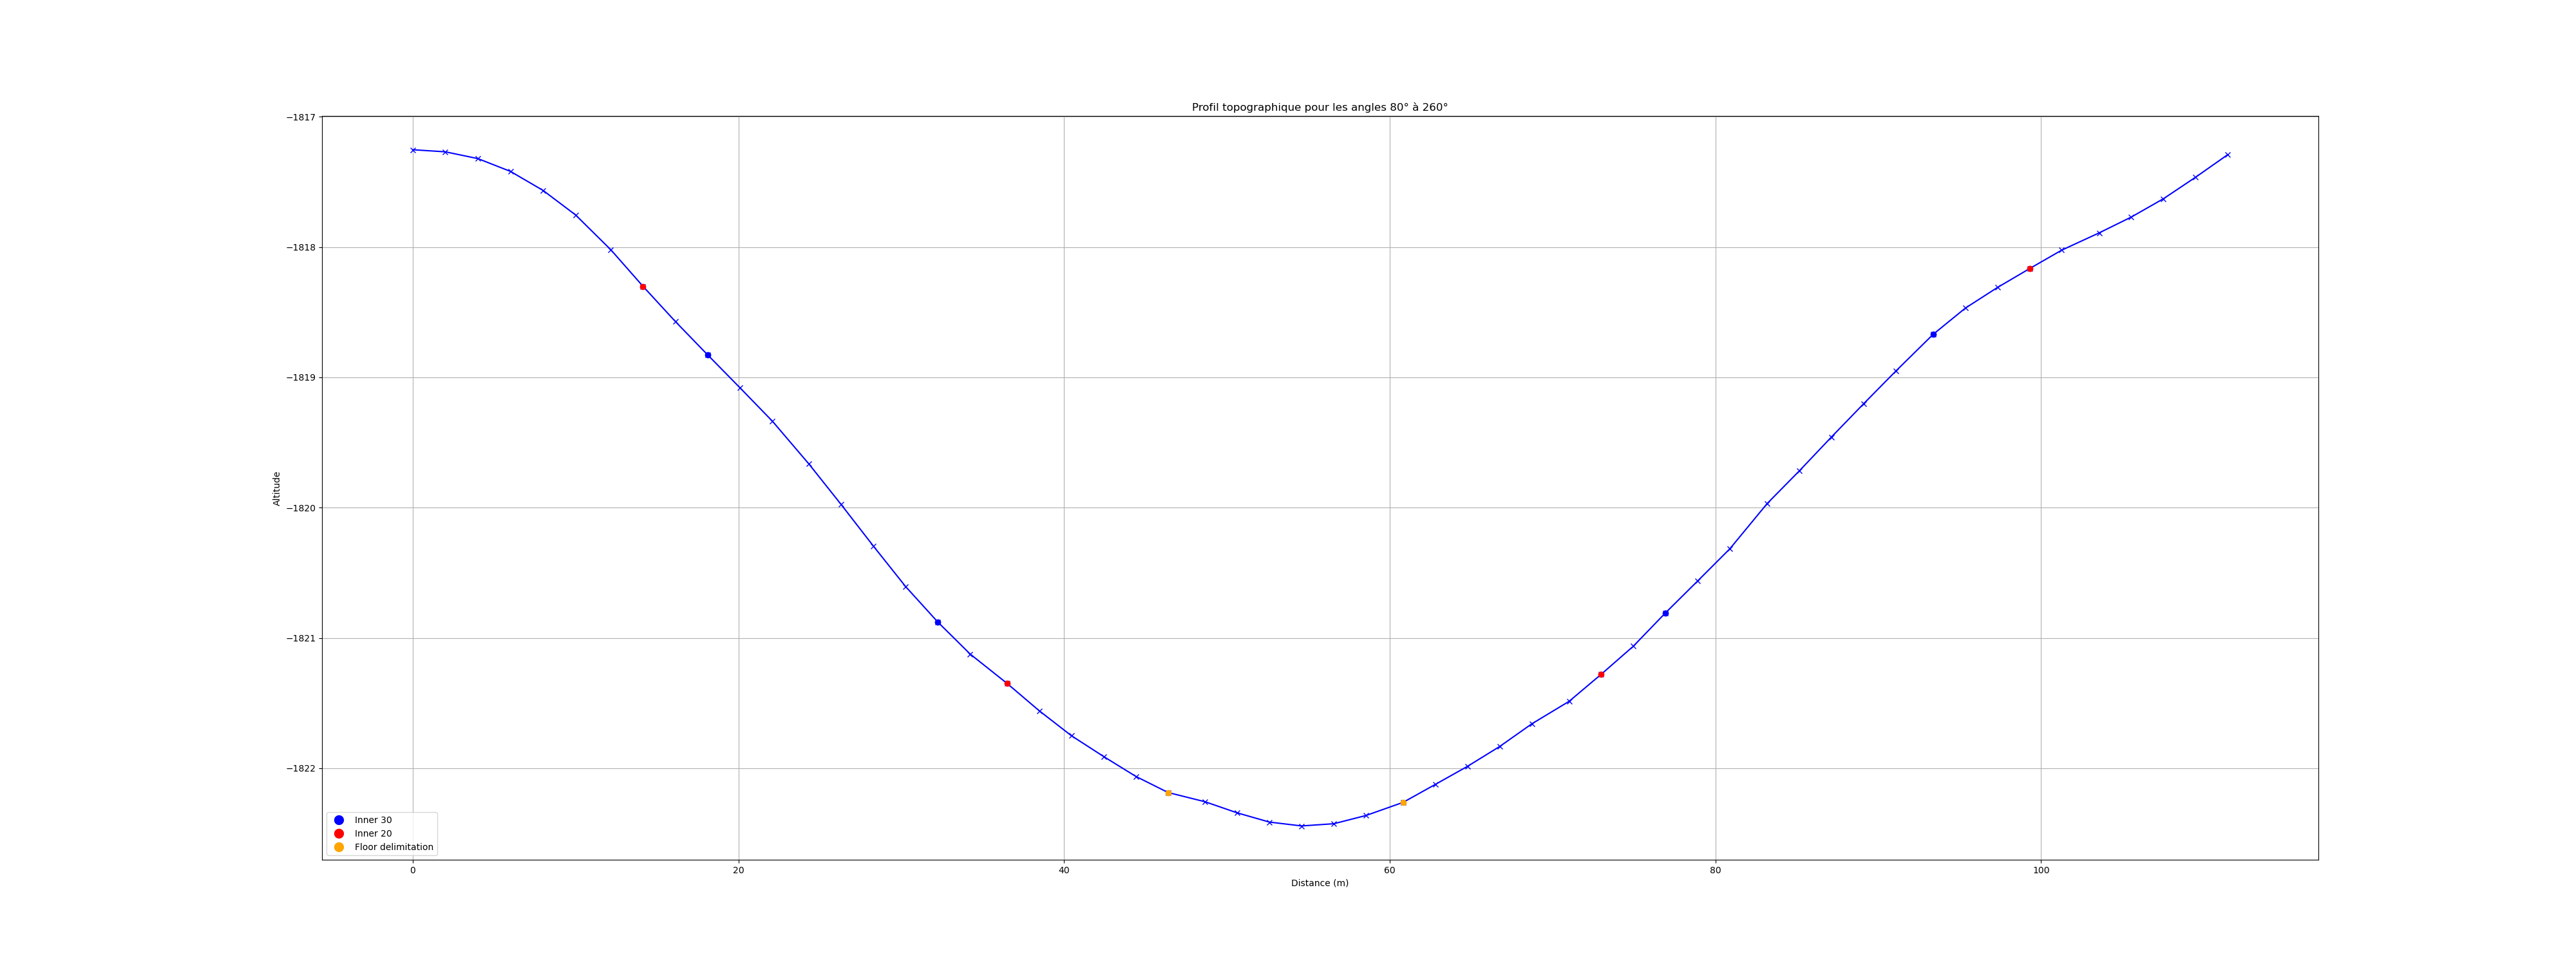 Profil topographique pour les angles 80° à 260°
−1817
−1818
−1819
−1820
−1821
−1822
Altitude
Inner 30
Inner 20
Floor delimitation
0 20 40 60 80 100
Distance (m)